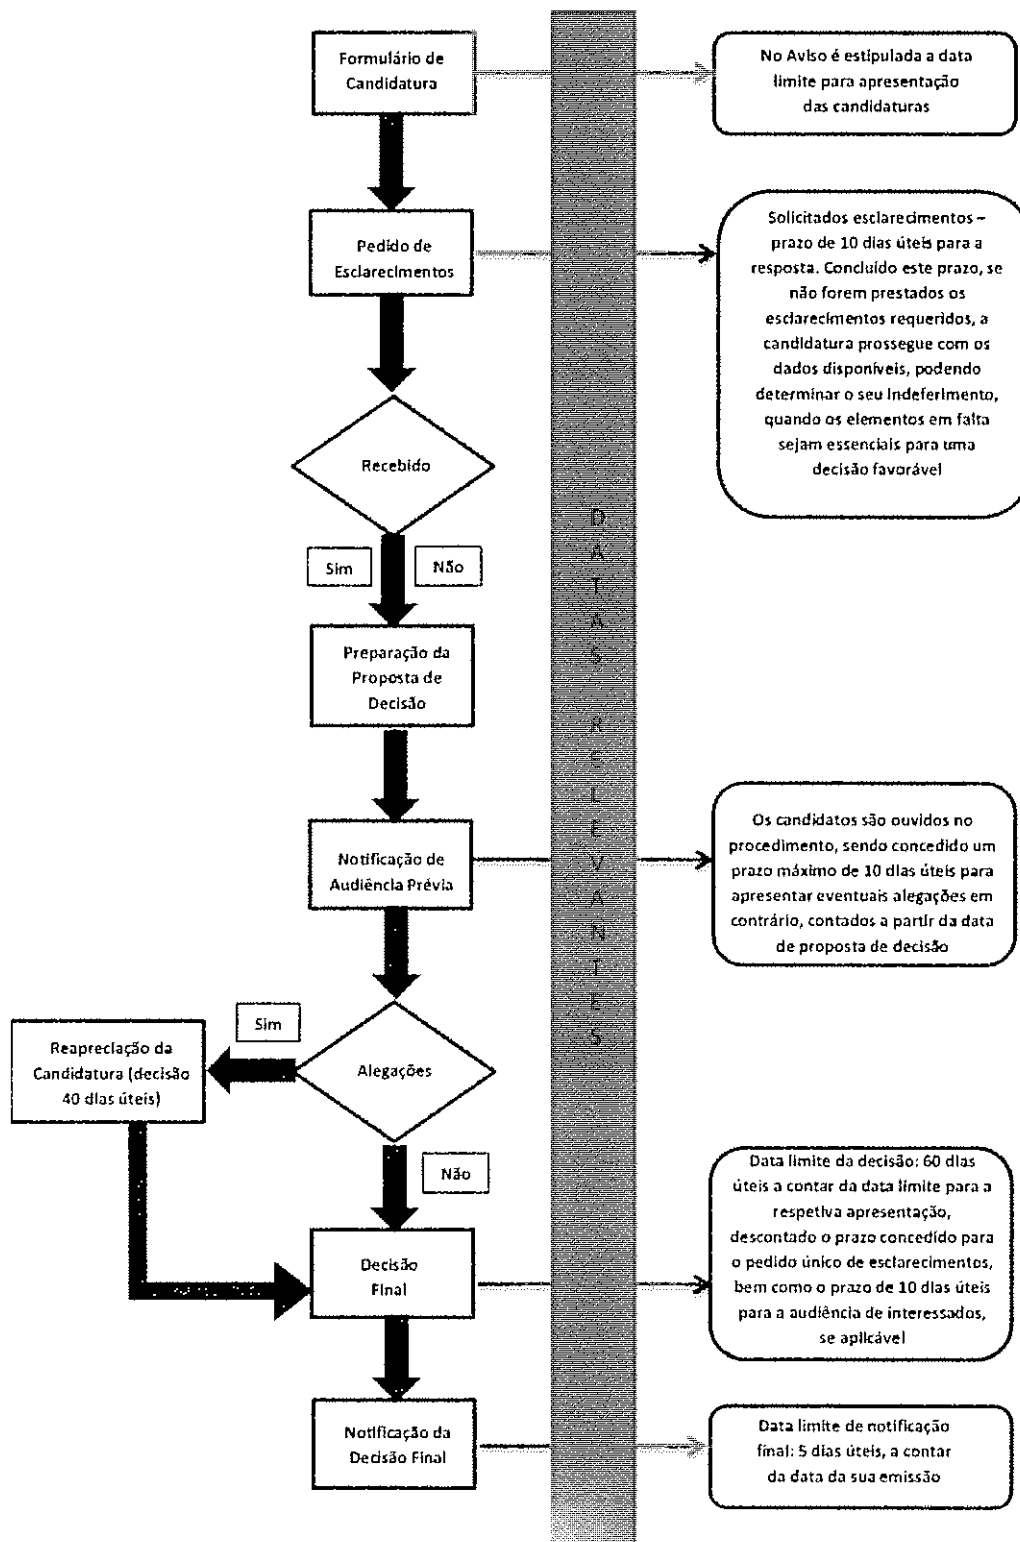 Formulário de
Candidatura
No Aviso é estipulada a data
limite para apresentação
das candidaturas
Pedido de
Esclarecimentos
Solicitados esclarecimentos –
prazo de 10 dias úteis para a
resposta. Concluído este prazo, se
não forem prestados os
esclarecimentos requeridos, a
candidatura prossegue com os
dados disponíveis, podendo
determinar o seu indeferimento,
quando os elementos em falta
sejam essenciais para uma
decisão favorável
Recebido
Sim
Não
Preparação da
Proposta de
Decisão
DATAS RELEVANTES
Notificação de
Audiência Prévia
Os candidatos são ouvidos no
procedimento, sendo concedido um
prazo máximo de 10 dias úteis para
apresentar eventuais alegações em
contrário, contados a partir da data
de proposta de decisão
Sim
Reapreciação da
Candidatura (decisão
40 dias úteis)
Alegações
Não
Decisão
Final
Data limite da decisão: 60 dias
úteis a contar da data limite para a
respetiva apresentação,
descontado o prazo concedido para
o pedido único de esclarecimentos,
bem como o prazo de 10 dias úteis
para a audiência de interessados,
se aplicável
Notificação da
Decisão Final
Data limite de notificação
final: 5 dias úteis, a contar
da data da sua emissão